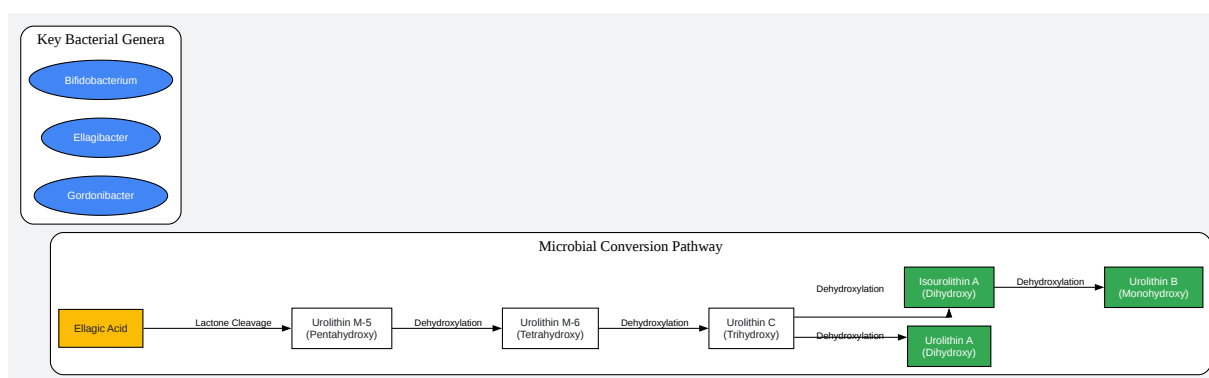 Key Bacterial Genera
Bifidobacterium
Ellagibacter
Gordonibacter
Microbial Conversion Pathway
Ellagic Acid
Lactone Cleavage
Urolithin M-5
(Pentahydroxy)
Dehydroxylation
Urolithin M-6
(Tetrahydroxy)
Dehydroxylation
Urolithin C
(Trihydroxy)
Dehydroxylation
Isourolithin A
(Dihydroxy)
Dehydroxylation
Urolithin B
(Monohydroxy)
Dehydroxylation
Urolithin A
(Dihydroxy)